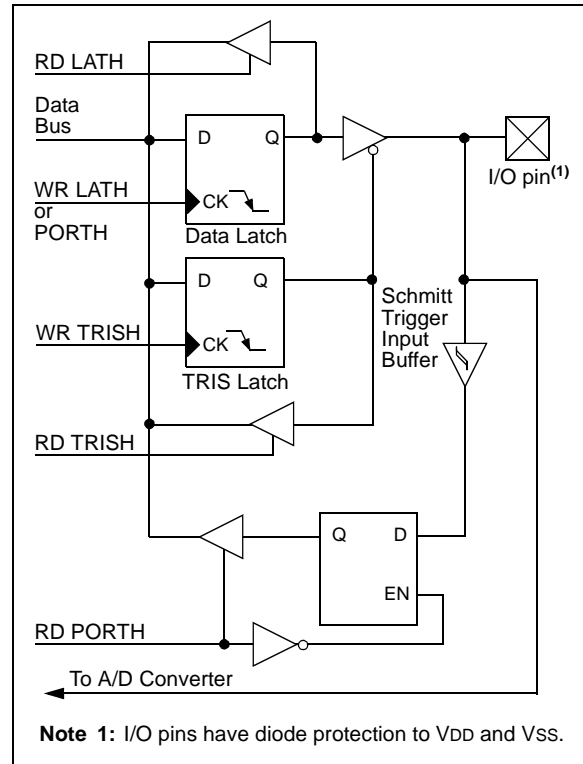 RD LATH
Data
Bus
D Q
I/O pin(1)
WR LATH
or
PORTH
CK
Data Latch
D Q
Schmitt
Trigger
Input
Buffer
WR TRISH
CK
TRIS Latch
RD TRISH
Q D
EN
RD PORTH
To A/D Converter
Note 1: I/O pins have diode protection to VDD and VSS.